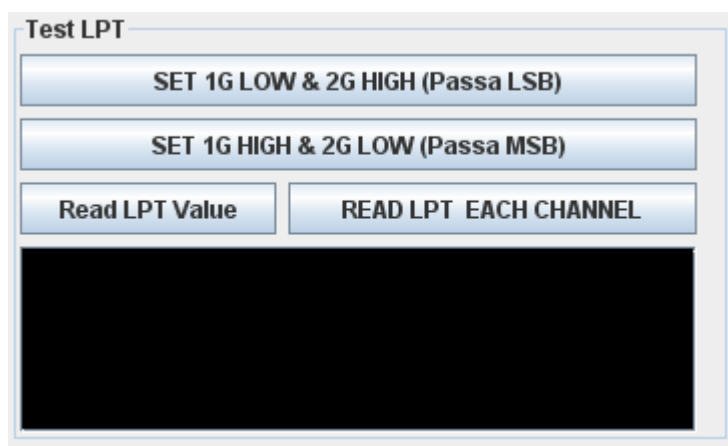 Test LPT
SET 1G LOW & 2G HIGH (Passa LSB)
SET 1G HIGH & 2G LOW (Passa MSB)
Read LPT Value
READ LPT  EACH CHANNEL